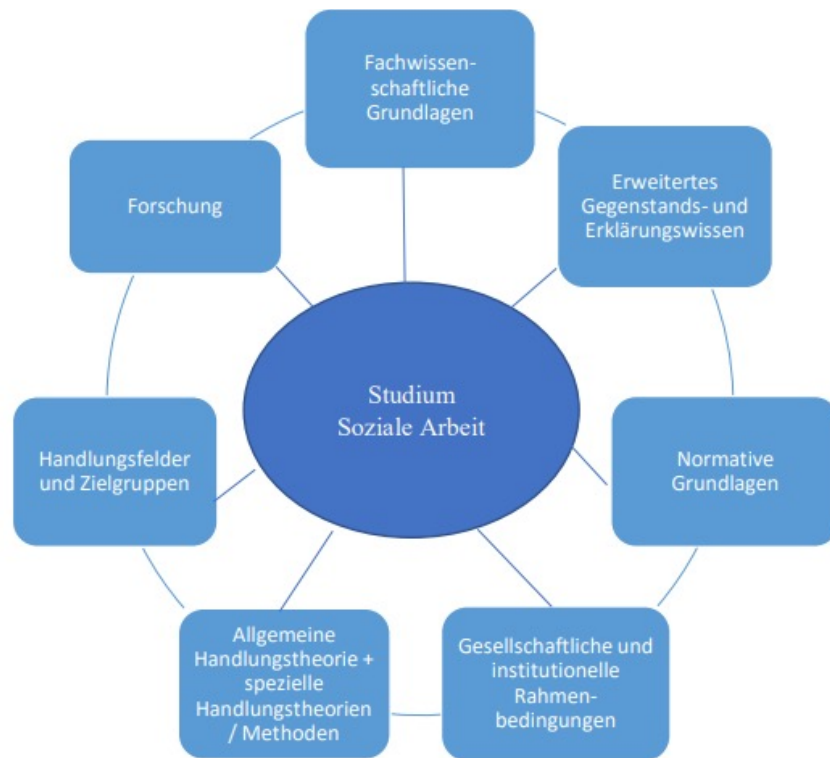 Fachwissen-
schaftliche
Grundlagen
Erweitertes
Gegenstands- und
Erklärungswissen
Normative
Grundlagen
Gesellschaftliche und
institutionelle
Rahmen-
bedingungen
Allgemeine
Handlungstheorie +
spezielle
Handlungstheorien
/ Methoden
Handlungsfelder
und Zielgruppen
Forschung
Studium
Soziale Arbeit